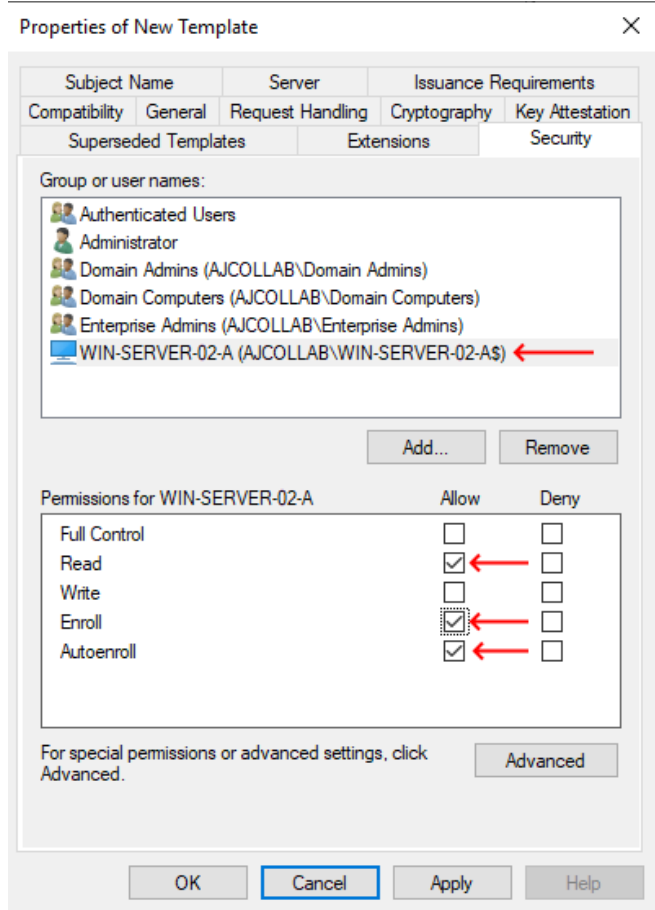 Properties of New Template
Subject Name Server Issuance Requirements
Compatibility General Request Handling Cryptography Key Attestation
Superseded Templates Extensions Security
Group or user names:
Authenticated Users
Administrator
Domain Admins (AJCOLLAB\Domain Admins)
Domain Computers (AJCOLLAB\Domain Computers)
Enterprise Admins (AJCOLLAB\Enterprise Admins)
WIN-SERVER-02-A (AJCOLLAB\WIN-SERVER-02-A$)
Add... Remove
Permissions for WIN-SERVER-02-A Allow Deny
Full Control
Read
Write
Enroll
Autoenroll
For special permissions or advanced settings, click
Advanced.
Advanced
OK Cancel Apply Help